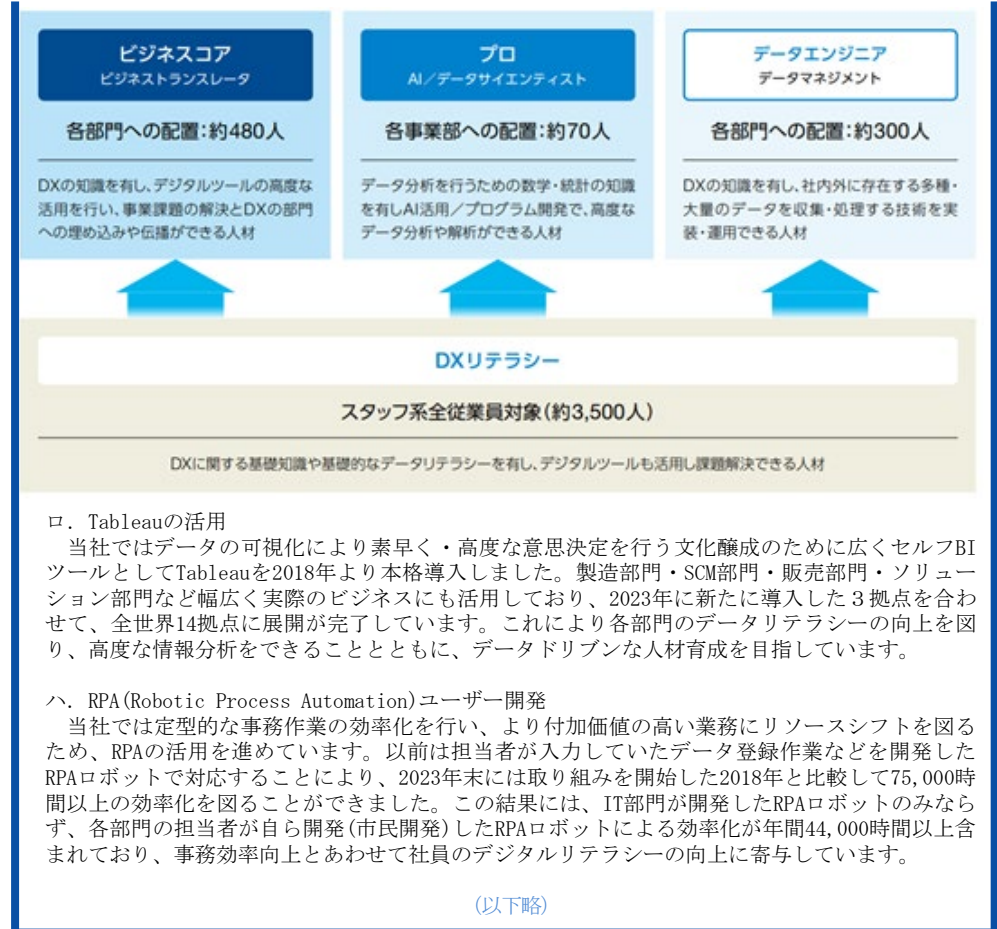 ビジネスコア
ビジネストランスレータ
各部門への配置:約480人
DXの知識を有し、デジタルツールの高度な
活用を行い、事業課題の解決とDXの部門
への埋め込みや伝播ができる人材
プロ
AI/データサイエンティスト
各事業部への配置:約70人
データ分析を行うための数学・統計の知識
を有しAI活用/プログラム開発で、高度な
データ分析や解析ができる人材
データエンジニア
データマネジメント
各部門への配置:約300人
DXの知識を有し、社内外に存在する多種・
大量のデータを収集・処理する技術を実
装・運用できる人材
DXリテラシー
スタッフ系全従業員対象(約3,500人)
DXに関する基礎知識や基礎的なデータリテラシーを有し、デジタルツールも活用し課題解決できる人材
ロ. Tableauの活用
当社ではデータの可視化により素早く・高度な意思決定を行う文化醸成のために広くセルフBI
ツールとしてTableauを2018年より本格導入しました。製造部門・SCM部門・販売部門・ソリュー
ション部門など幅広く実際のビジネスにも活用しており、2023年に新たに導入した3拠点を合わ
せて、全世界14拠点に展開が完了しています。これにより各部門のデータリテラシーの向上を図
り、高度な情報分析をできることとともに、データドリブンな人材育成を目指しています。
ハ. RPA(Robotic Process Automation)ユーザー開発
当社では定型的な事務作業の効率化を行い、より付加価値の高い業務にリソースシフトを図る
ため、RPAの活用を進めています。以前は担当者が入力していたデータ登録作業などを開発した
RPAロボットで対応することにより、2023年末には取り組みを開始した2018年と比較して75,000時
間以上の効率化を図ることができました。この結果には、IT部門が開発したRPAロボットのみなら
ず、各部門の担当者が自ら開発(市民開発)したRPAロボットによる効率化が年間44,000時間以上含
まれており、事務効率向上とあわせて社員のデジタルリテラシーの向上に寄与しています。
(以下略)